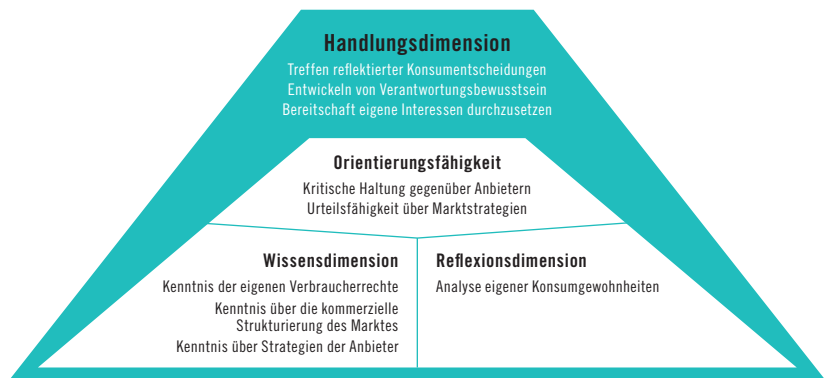 Handlungsdimension
Treffen reflektierter Konsumentscheidungen
Entwickeln von Verantwortungsbewusstsein
Bereitschaft eigene Interessen durchzusetzen
Orientierungsfähigkeit
Kritische Haltung gegenüber Anbietern
Urteilsfähigkeit über Marktstrategien
Wissensdimension
Kenntnis der eigenen Verbraucherrechte
Kenntnis über die kommerzielle
Strukturierung des Marktes
Kenntnis über Strategien der Anbieter
Reflexionsdimension
Analyse eigener Konsumgewohnheiten